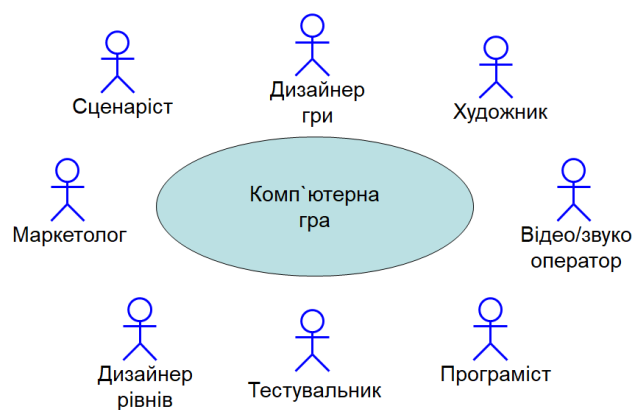 Сценаріст
Дизайнер
гри
Художник
Маркетолог
Комп`ютерна
гра
Відео/звуко
оператор
Дизайнер
рівнів
Тестувальник
Програміст